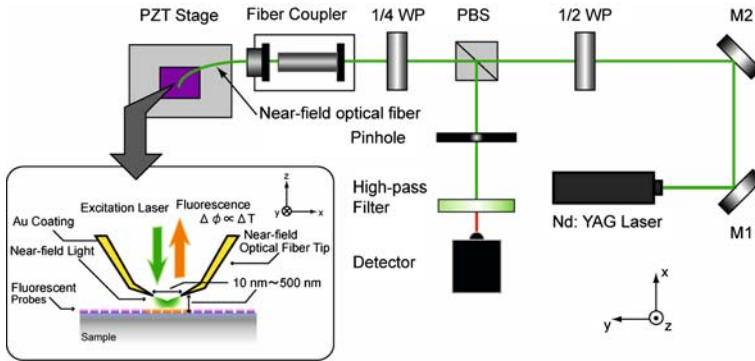 PZT Stage
Fiber Coupler
1/4 WP
PBS
1/2 WP
M2
Near-field optical fiber
Pinhole
High-pass
Filter
Detector
Nd: YAG Laser
M1
x
y
z
z
y
x
Excitation Laser
Fluorescence
Δ ϕ ∝ Δ T
Au Coating
Near-field Light
Near-field
Optical Fiber Tip
10 nm～500 nm
Fluorescent
Probes
Sample